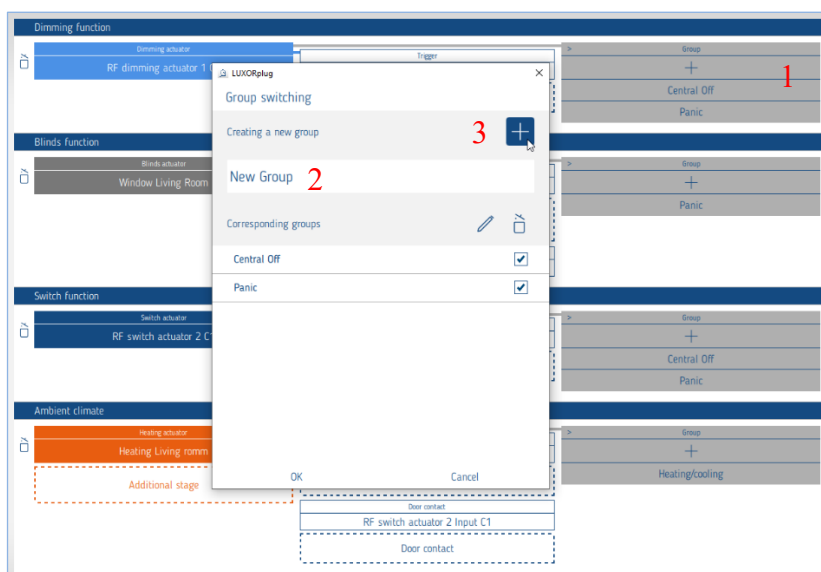 Dimming function
Dimming actuator
RF dimming actuator 1 C
Trigger
> Group
1
Central Off
Panic
LUXORplug
Group switching
Creating a new group
3
New Group
2
Corresponding groups
Central Off
Panic
OK Cancel
Blinds function
Blinds actuator
Window Living Room
> Group
Panic
Switch function
Switch actuator
RF switch actuator 2 C1
> Group
Central Off
Panic
Ambient climate
Heating actuator
Heating Living romm
Additional stage
> Group
Heating/cooling
Door contact
RF switch actuator 2 Input C1
Door contact